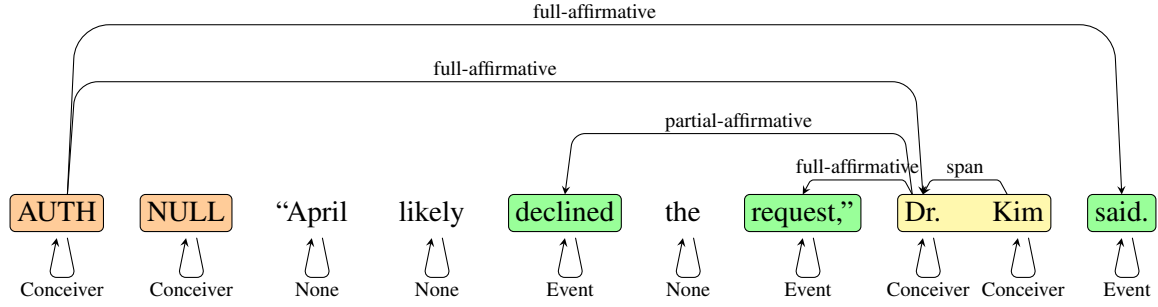 full-affirmative
full-affirmative
partial-affirmative
full-affirmative span
AUTH NULL “April likely declined the request,” Dr. Kim said.
Conceiver Conceiver None None Event None Event Conceiver Conceiver Event